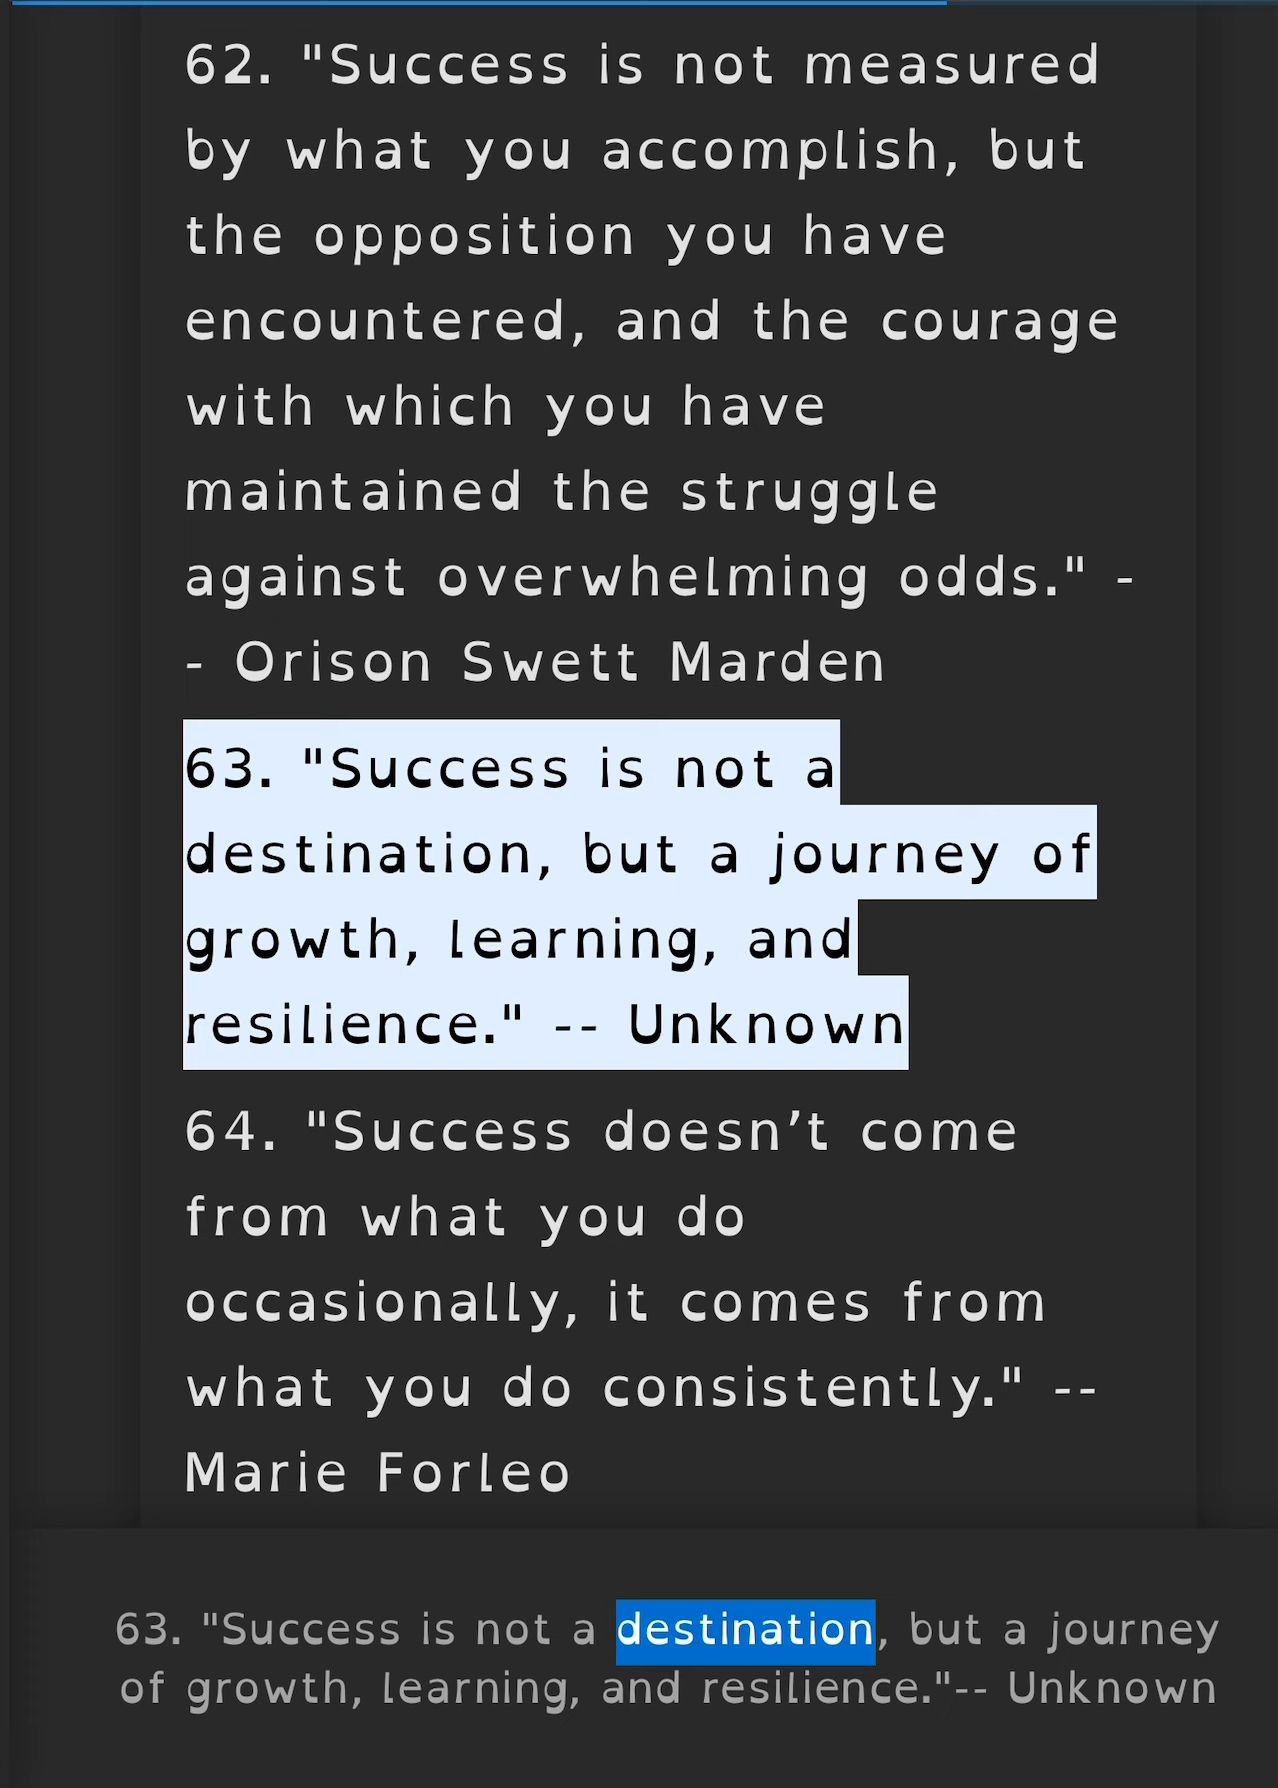 62. "Success is not measured
by what you accomplish, but
the opposition you have
encountered, and the courage
with which you have
maintained the struggle
against overwhelming odds." -
- Orison Swett Marden
63. "Success is not a
destination, but a journey of
growth, learning, and
resilience." -- Unknown
64. "Success doesn’t come
from what you do
occasionally, it comes from
what you do consistently." --
Marie Forleo
63. "Success is not a destination, but a journey
of growth, learning, and resilience."-- Unknown